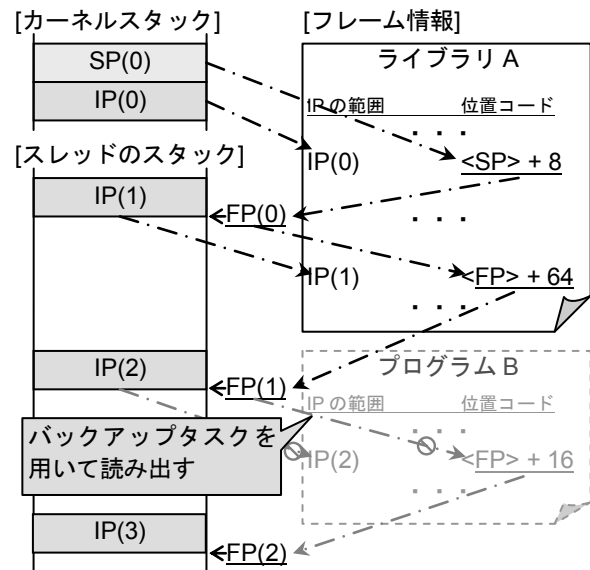 [カーネルスタック]
[フレーム情報]
SP(0)
IP(0)
ライブラリ A
IP の範囲 位置コード
. . .
IP(0) <SP> + 8
[スレッドのスタック]
IP(1)
FP(0)
. . .
IP(1) <FP> + 64
. . .
IP(2)
FP(1)
プログラム B
IP の範囲 位置コード
. . .
バックアップタスクを
用いて読み出す
IP(2) <FP> + 16
. . .
IP(3)
FP(2)